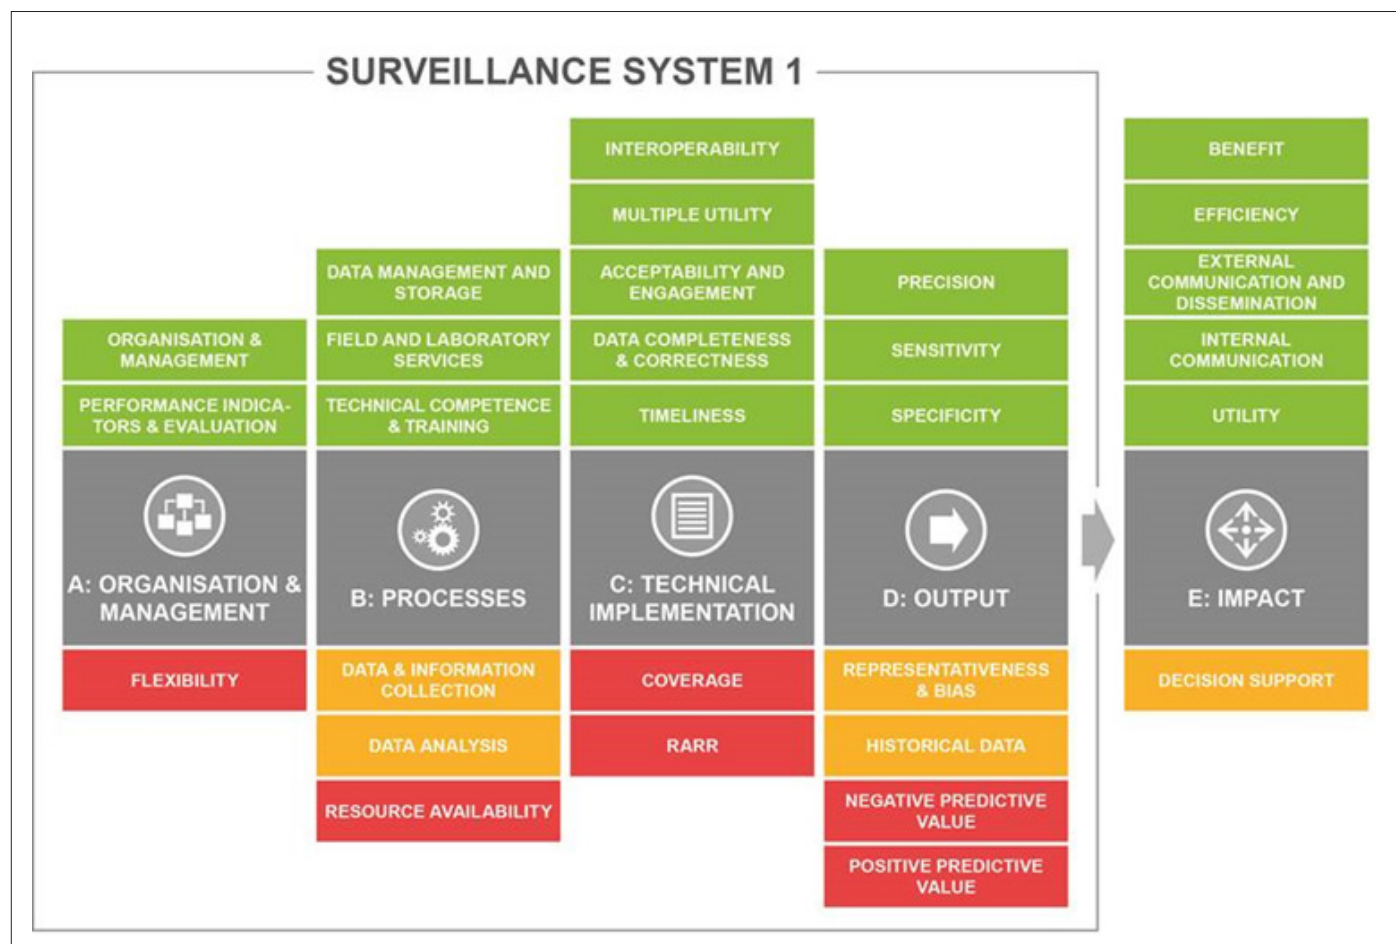 SURVEILLANCE SYSTEM 1
ORGANISATION &
MANAGEMENT
PERFORMANCE INDICA-
TORS & EVALUATION
A: ORGANISATION &
MANAGEMENT
FLEXIBILITY
DATA MANAGEMENT AND
STORAGE
FIELD AND LABORATORY
SERVICES
TECHNICAL COMPETENCE
& TRAINING
B: PROCESSES
DATA & INFORMATION
COLLECTION
DATA ANALYSIS
RESOURCE AVAILABILITY
INTEROPERABILITY
MULTIPLE UTILITY
ACCEPTABILITY AND
ENGAGEMENT
DATA COMPLETENESS
& CORRECTNESS
TIMELINESS
C: TECHNICAL
IMPLEMENTATION
COVERAGE
RARR
PRECISION
SENSITIVITY
SPECIFICITY
D: OUTPUT
REPRESENTATIVENESS
& BIAS
HISTORICAL DATA
NEGATIVE PREDICTIVE
VALUE
POSITIVE PREDICTIVE
VALUE
BENEFIT
EFFICIENCY
EXTERNAL
COMMUNICATION AND
DISSEMINATION
INTERNAL
COMMUNICATION
UTILITY
E: IMPACT
DECISION SUPPORT